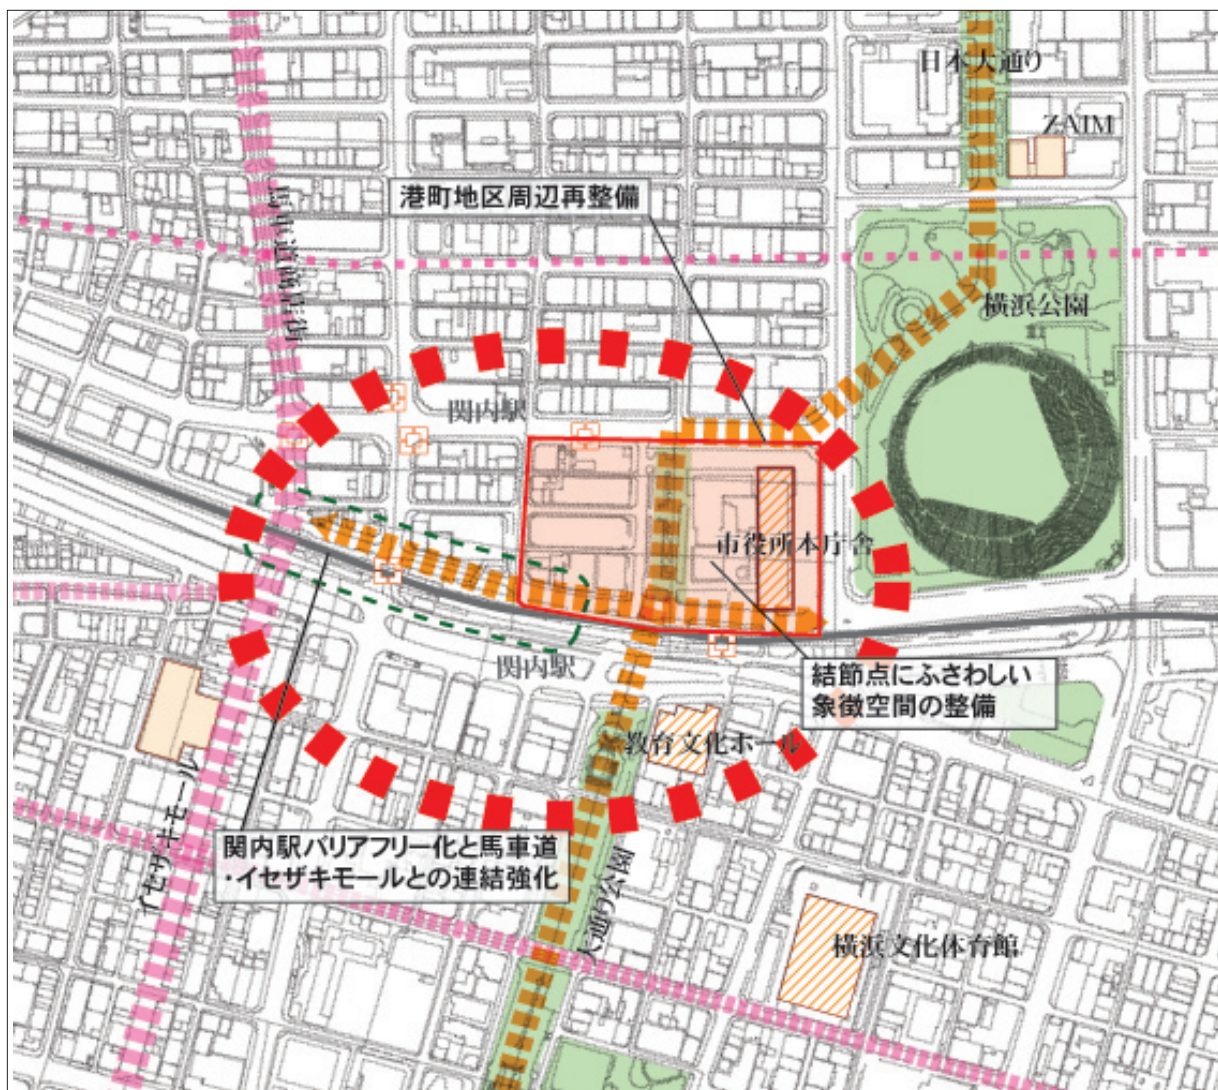 日本大通り
ZAIM
港町地区周辺再整備
馬車道商店街
横浜公園
関内駅
市役所本庁舎
関内駅
結節点にふさわしい
象徴空間の整備
教育文化ホール
イセザキモール
関内駅バリアフリー化と馬車道
・イセザキモールとの連結強化
大通り公園
横浜文化体育館